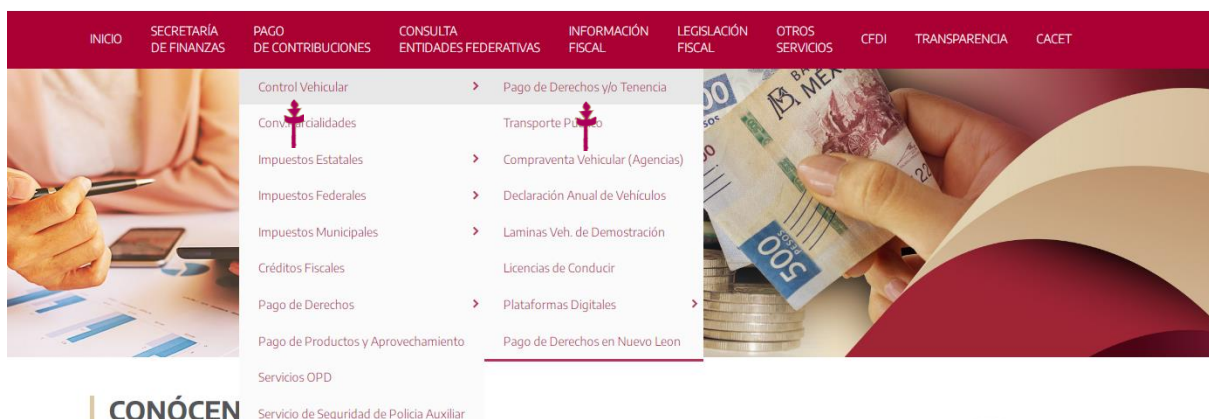 INICIO
SECRETARÍA
DE FINANZAS
PAGO
DE CONTRIBUCIONES
CONSULTA
ENTIDADES FEDERATIVAS
INFORMACIÓN
FISCAL
LEGISLACIÓN
FISCAL
OTROS
SERVICIOS
CFDI
TRANSPARENCIA
CACET
Control Vehicular
Impuestos Estatales
Impuestos Federales
Impuestos Municipales
Créditos Fiscales
Pago de Derechos
Pago de Productos y Aprovechamiento
Servicios OPD
Servicio de Seguridad de Policia Auxiliar
Pago de Derechos y/o Tenencia
Transporte
Compraventa Vehicular (Agencias)
Declaración Anual de Vehículos
Laminas Veh. de Demostración
Licencias de Conducir
Plataformas Digitales
Pago de Derechos en Nuevo Leon
500
PESOS
CONÓCEN